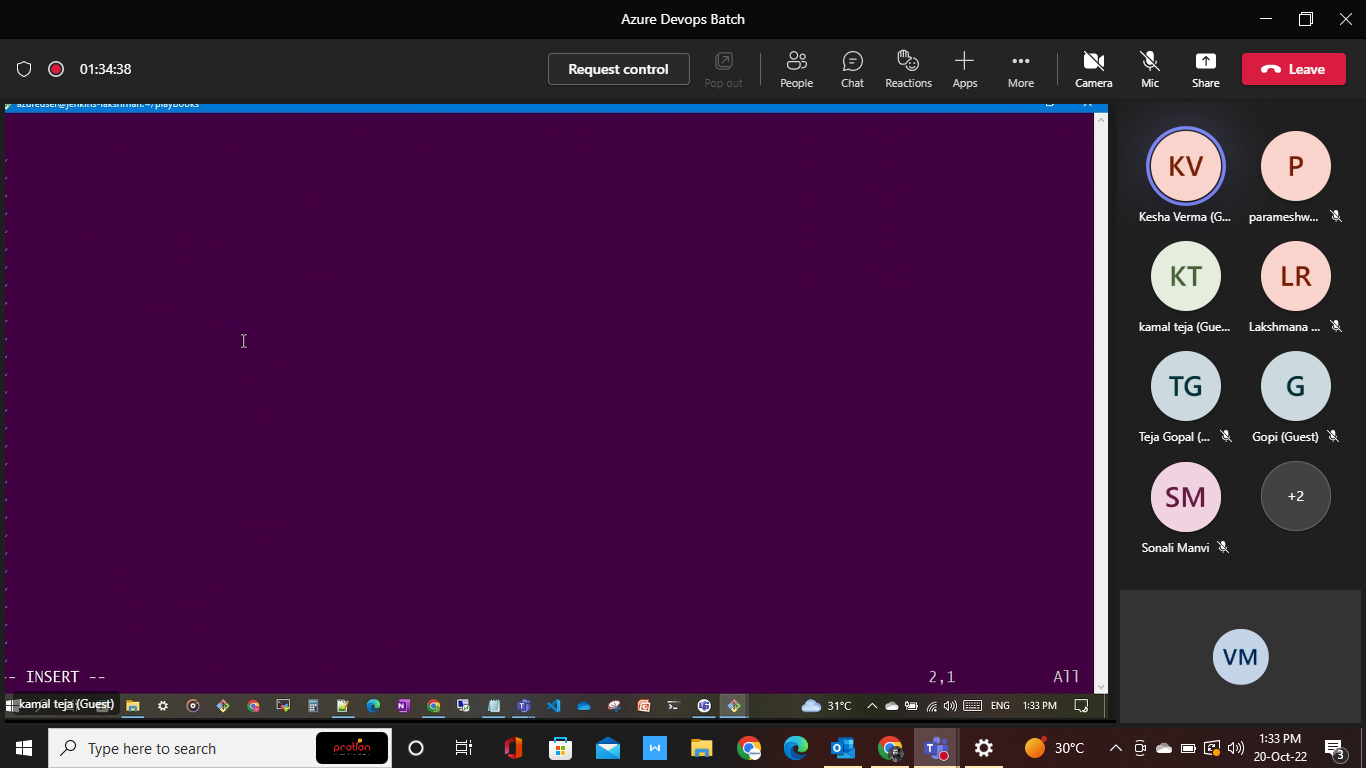 Azure Devops Batch
01:34:38
Request control
Pop out
People
Chat
Reactions
Apps
More
Camera
Mic
Share
Leave
azureuser@jenkins-lakshman:~/playbooks
KV
P
Kesha Verma (G...
parameshw...
KT
LR
kamal teja (Gue...
Lakshmana ...
TG
G
Teja Gopal (...
Gopi (Guest)
SM
+2
Sonali Manvi
VM
-- INSERT --
2,1
All
kamal teja (Guest)
31°C
ENG
1:33 PM
Type here to search
30°C
1:33 PM
20-Oct-22
3